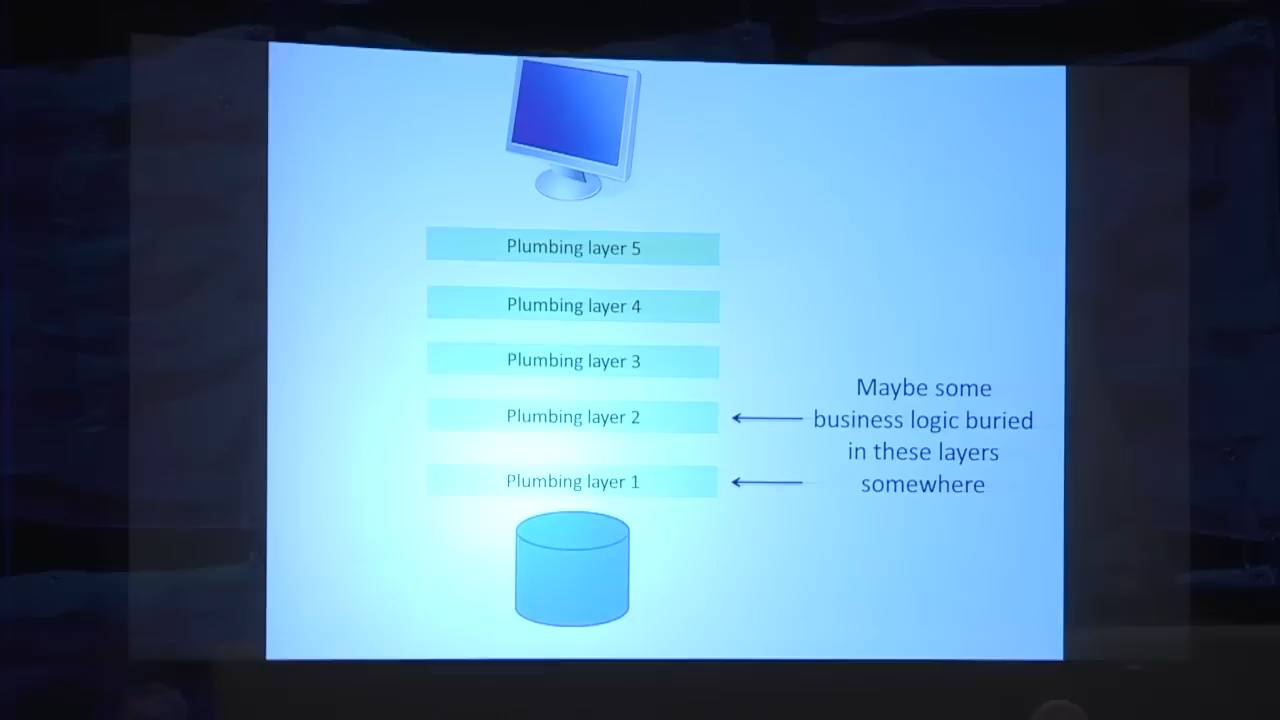 Plumbing layer 5
Plumbing layer 4
Plumbing layer 3
Maybe some
business logic buried
in these layers
somewhere
Plumbing layer 2
Plumbing layer 1